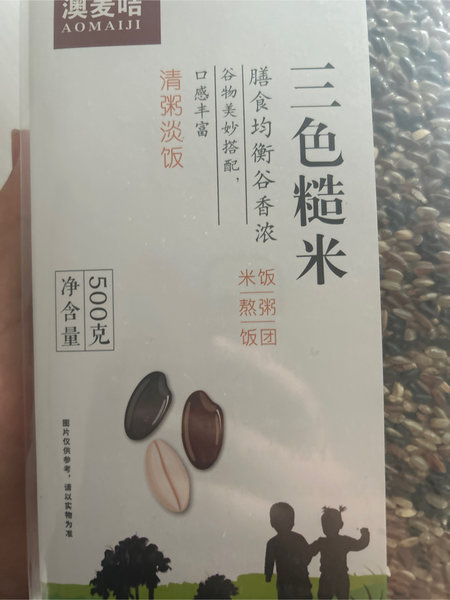 澳麦咭
AOMAIJI
三色糙米
膳食均衡谷香浓
谷物美妙搭配，
口感丰富
清粥淡饭
米饭
熬粥
饭团
500克
净含量
图片仅供参考，请以实物为准